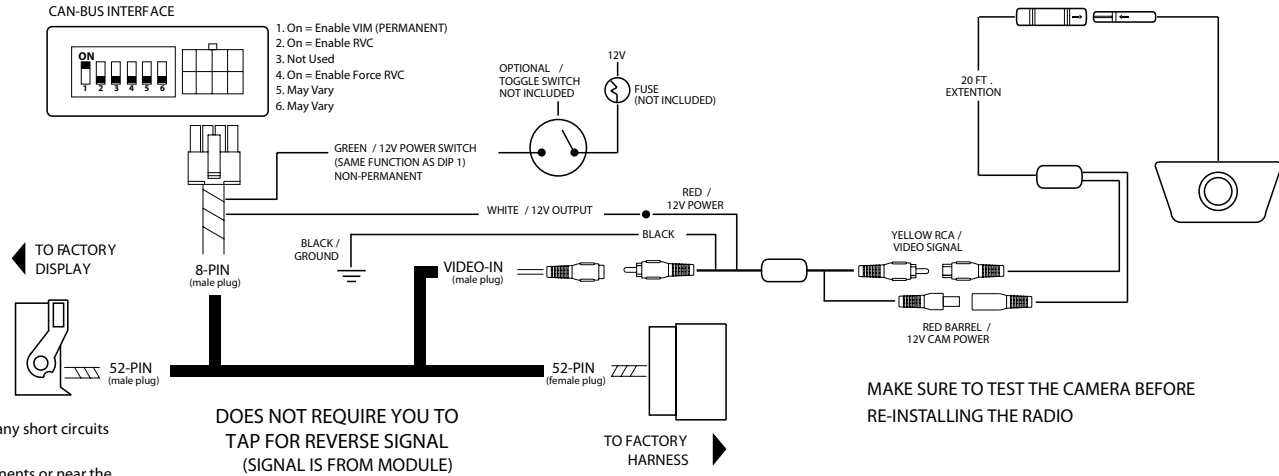 CAN-BUS INTERFACE
ON
1 2 3 4 5 6
1. On = Enable VIM (PERMANENT)
2. On = Enable RVC
3. Not Used
4. On = Enable Force RVC
5. May Vary
6. May Vary
OPTIONAL /
TOGGLE SWITCH
NOT INCLUDED
12V
FUSE
(NOT INCLUDED)
GREEN / 12V POWER SWITCH
(SAME FUNCTION AS DIP 1)
NON-PERMANENT
20 FT .
EXTENTION
WHITE / 12V OUTPUT
RED /
12V POWER
BLACK
BLACK /
GROUND
TO FACTORY
DISPLAY
8-PIN
(male plug)
VIDEO-IN
(male plug)
YELLOW RCA /
VIDEO SIGNAL
RED BARREL /
12V CAM POWER
52-PIN
(male plug)
52-PIN
(female plug)
MAKE SURE TO TEST THE CAMERA BEFORE
RE-INSTALLING THE RADIO
DOES NOT REQUIRE YOU TO
TAP FOR REVERSE SIGNAL
(SIGNAL IS FROM MODULE)
TO FACTORY
HARNESS
any short circuits
nents or near the